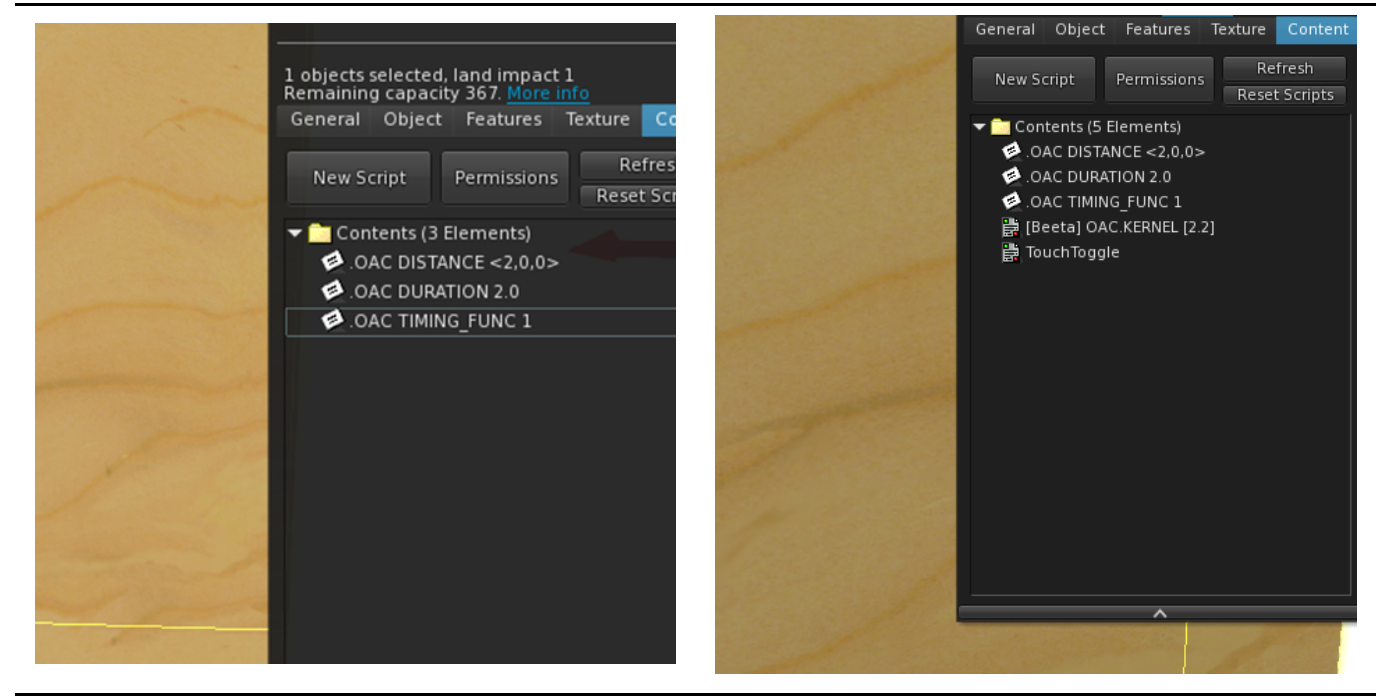 1 objects selected, land impact 1
Remaining capacity 367. More info
General Object Features Texture Co
New Script Permissions Refres
Reset Scr
Contents (3 Elements)
.OAC DISTANCE <2,0,0>
.OAC DURATION 2.0
.OAC TIMING_FUNC 1
General Object Features Texture Content
New Script Permissions Refresh
Reset Scripts
Contents (5 Elements)
.OAC DISTANCE <2,0,0>
.OAC DURATION 2.0
.OAC TIMING_FUNC 1
[Beeta] OAC.KERNEL [2.2]
TouchToggle